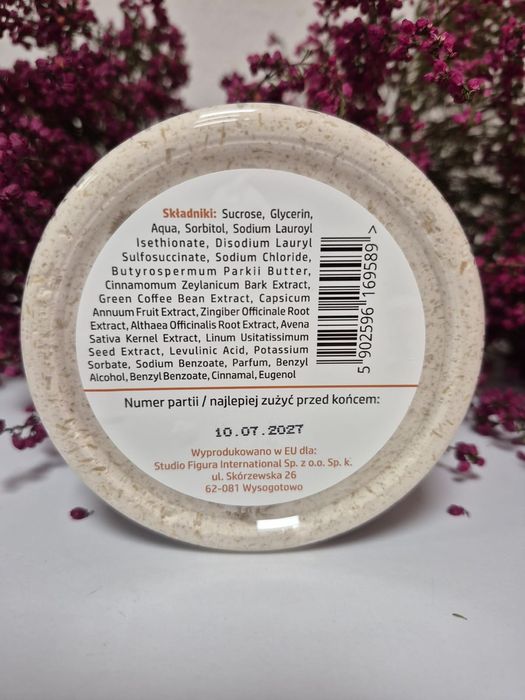 Składniki: Sucrose, Glycerin,
Aqua, Sorbitol, Sodium Lauroyl
Isethionate, Disodium Lauryl
Sulfosuccinate, Sodium Chloride,
Butyrospermum Parkii Butter,
Cinnamomum Zeylanicum Bark Extract,
Green Coffee Bean Extract, Capsicum
Annuum Fruit Extract, Zingiber Officinale Root
Extract, Althaea Officinalis Root Extract, Avena
Sativa Kernel Extract, Linum Usitatissimum
Seed Extract, Levulinic Acid, Potassium
Sorbate, Sodium Benzoate, Parfum, Benzyl
Alcohol, Benzyl Benzoate, Cinnamal, Eugenol
5 902596 169589 >
Numer partii / najlepiej zużyć przed końcem:
10.07.2027
Wyprodukowano w EU dla:
Studio Figura International Sp. z o.o. Sp. k.
ul. Skórzewska 26
62-081 Wysogotowo